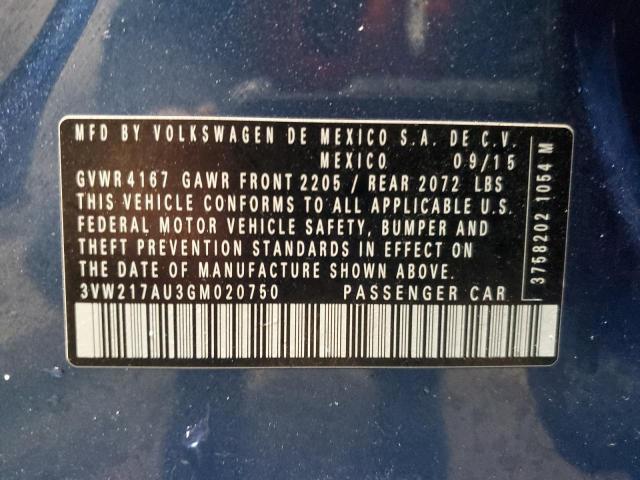 MFD BY VOLKSWAGEN DE MEXICO S.A. DE C.V.
MEXICO 09/15
GVWR 4167 GAWR FRONT 2205 / REAR 2072 LBS
THIS VEHICLE CONFORMS TO ALL APPLICABLE U.S.
FEDERAL MOTOR VEHICLE SAFETY, BUMPER AND
THEFT PREVENTION STANDARDS IN EFFECT ON
THE DATE OF MANUFACTURE SHOWN ABOVE.
3VW217AU3GM020750 PASSENGER CAR
3758202 1054 M